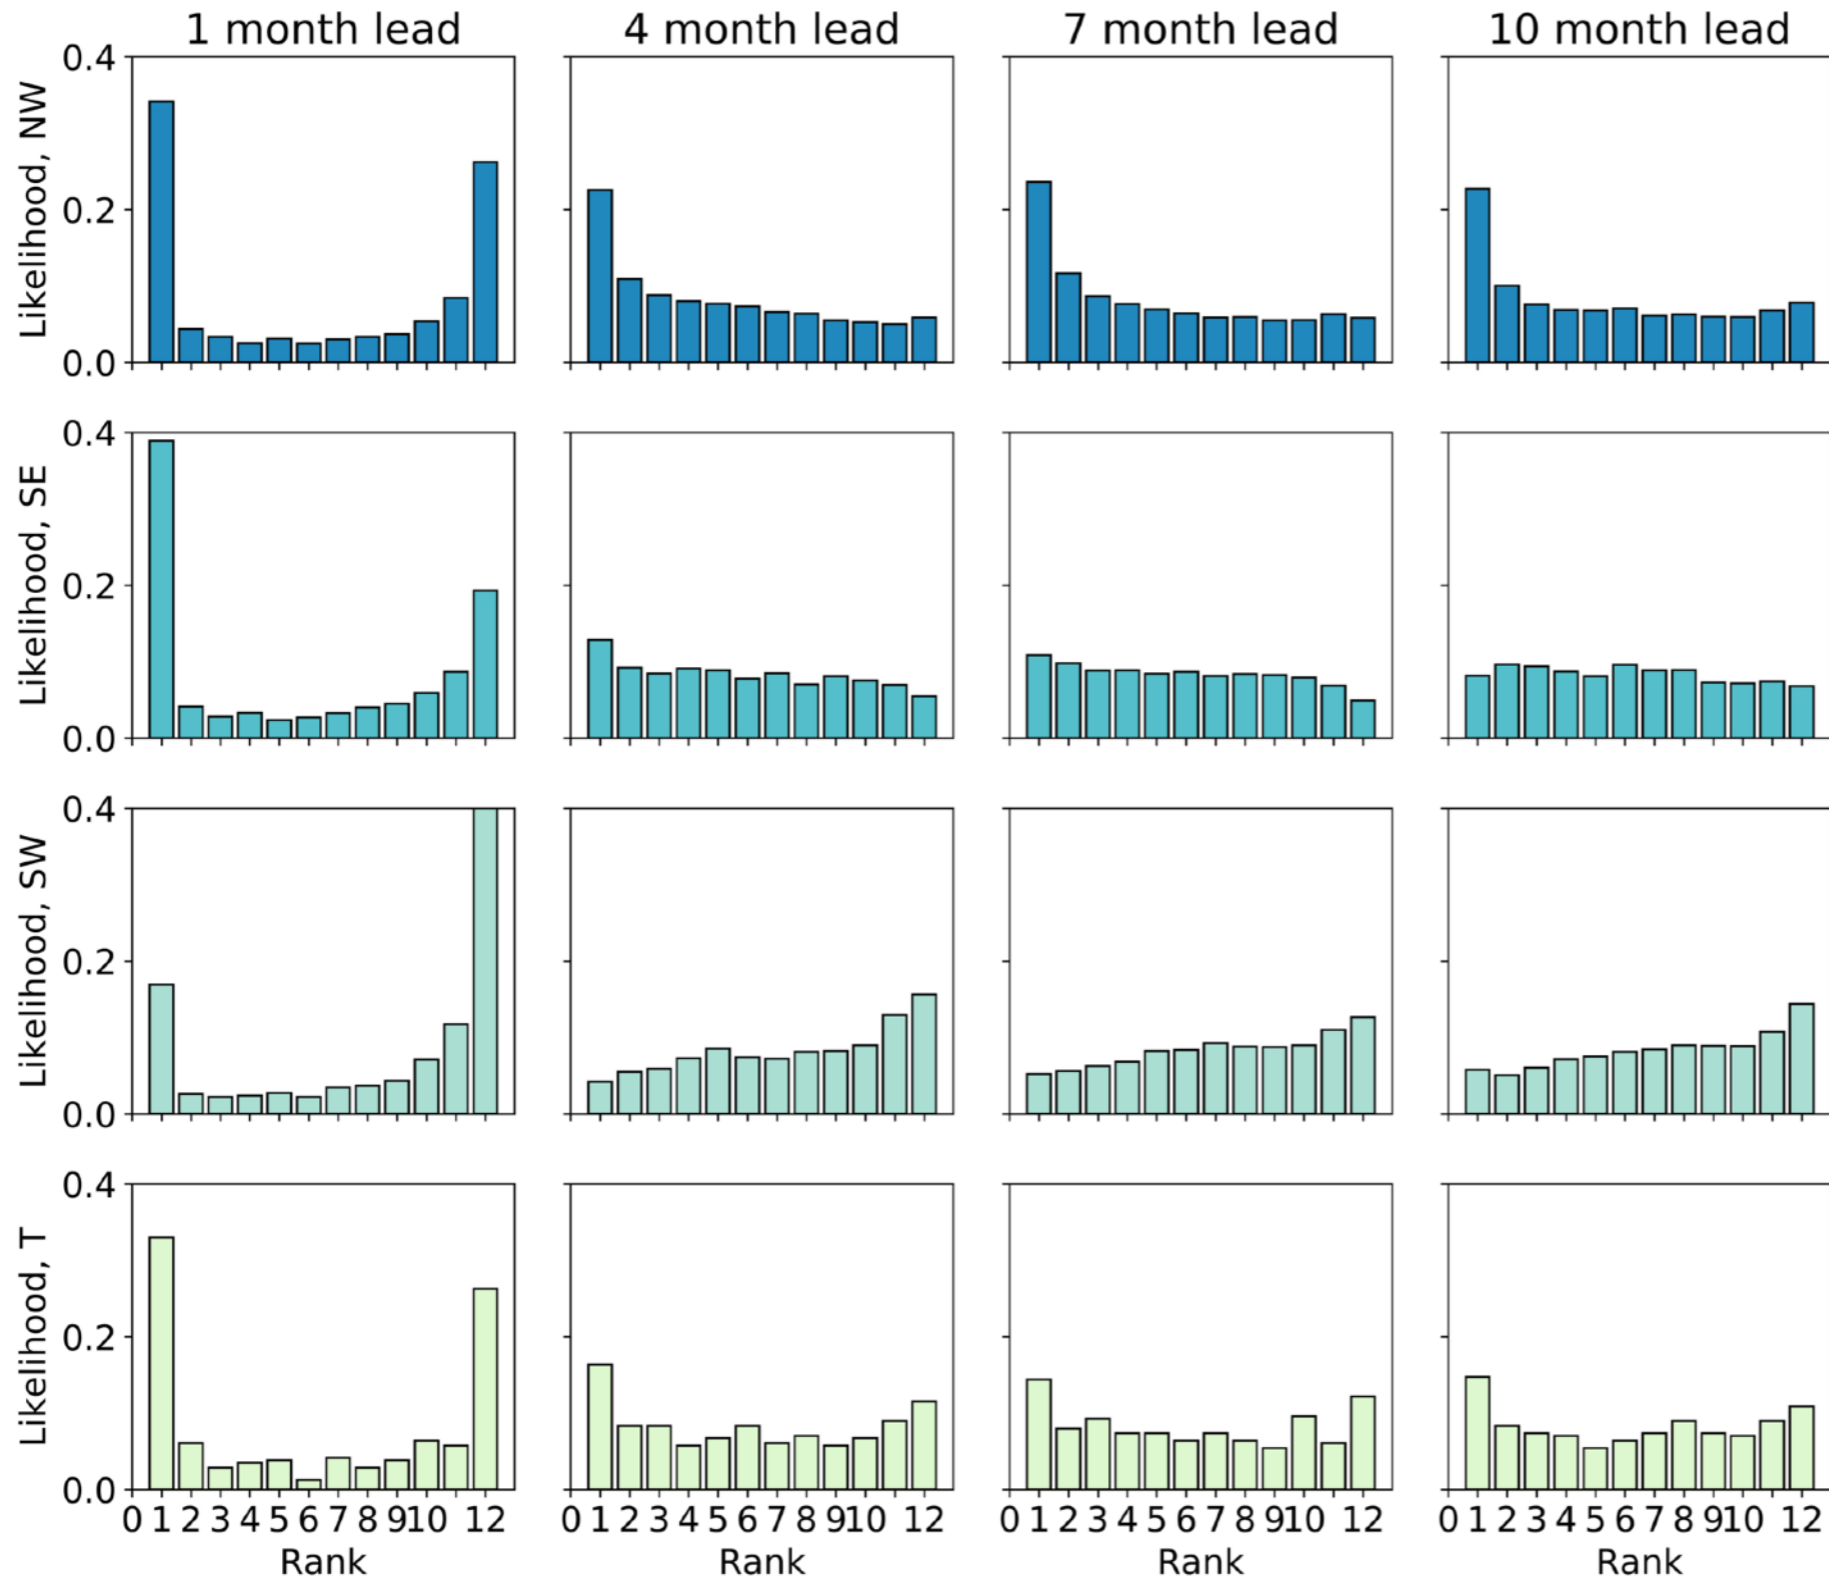 1 month lead
4 month lead
7 month lead
10 month lead
Likelihood, NW
0.4
0.2
0.0
Likelihood, SE
0.4
0.2
0.0
Likelihood, SW
0.4
0.2
0.0
Likelihood, T
0.4
0.2
0.0
0 1 2 3 4 5 6 7 8 9 10 12
0 1 2 3 4 5 6 7 8 9 10 12
0 1 2 3 4 5 6 7 8 9 10 12
0 1 2 3 4 5 6 7 8 9 10 12
Rank
Rank
Rank
Rank